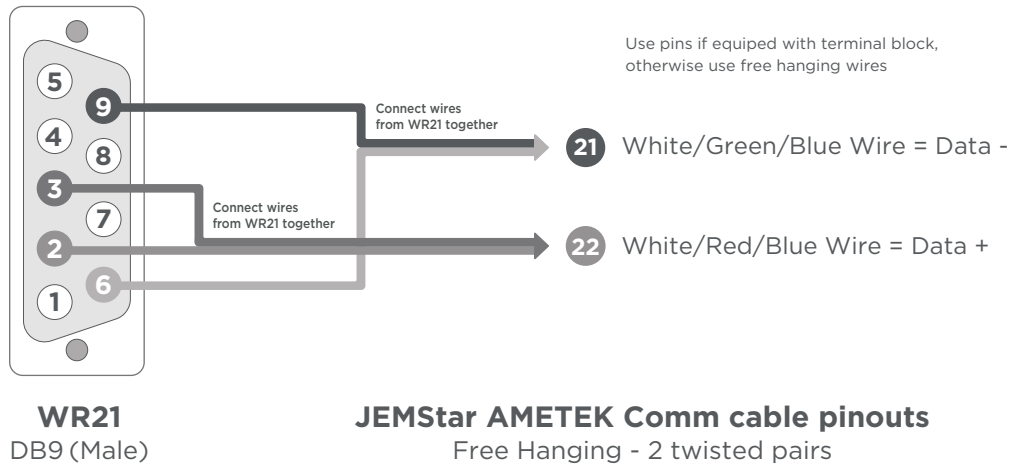 Use pins if equiped with terminal block,
otherwise use free hanging wires
5
9
Connect wires
from WR21 together
4
8
21 White/Green/Blue Wire = Data -
3
7
Connect wires
from WR21 together
2
22 White/Red/Blue Wire = Data +
6
1
WR21
DB9 (Male)
JEMStar AMETEK Comm cable pinouts
Free Hanging - 2 twisted pairs